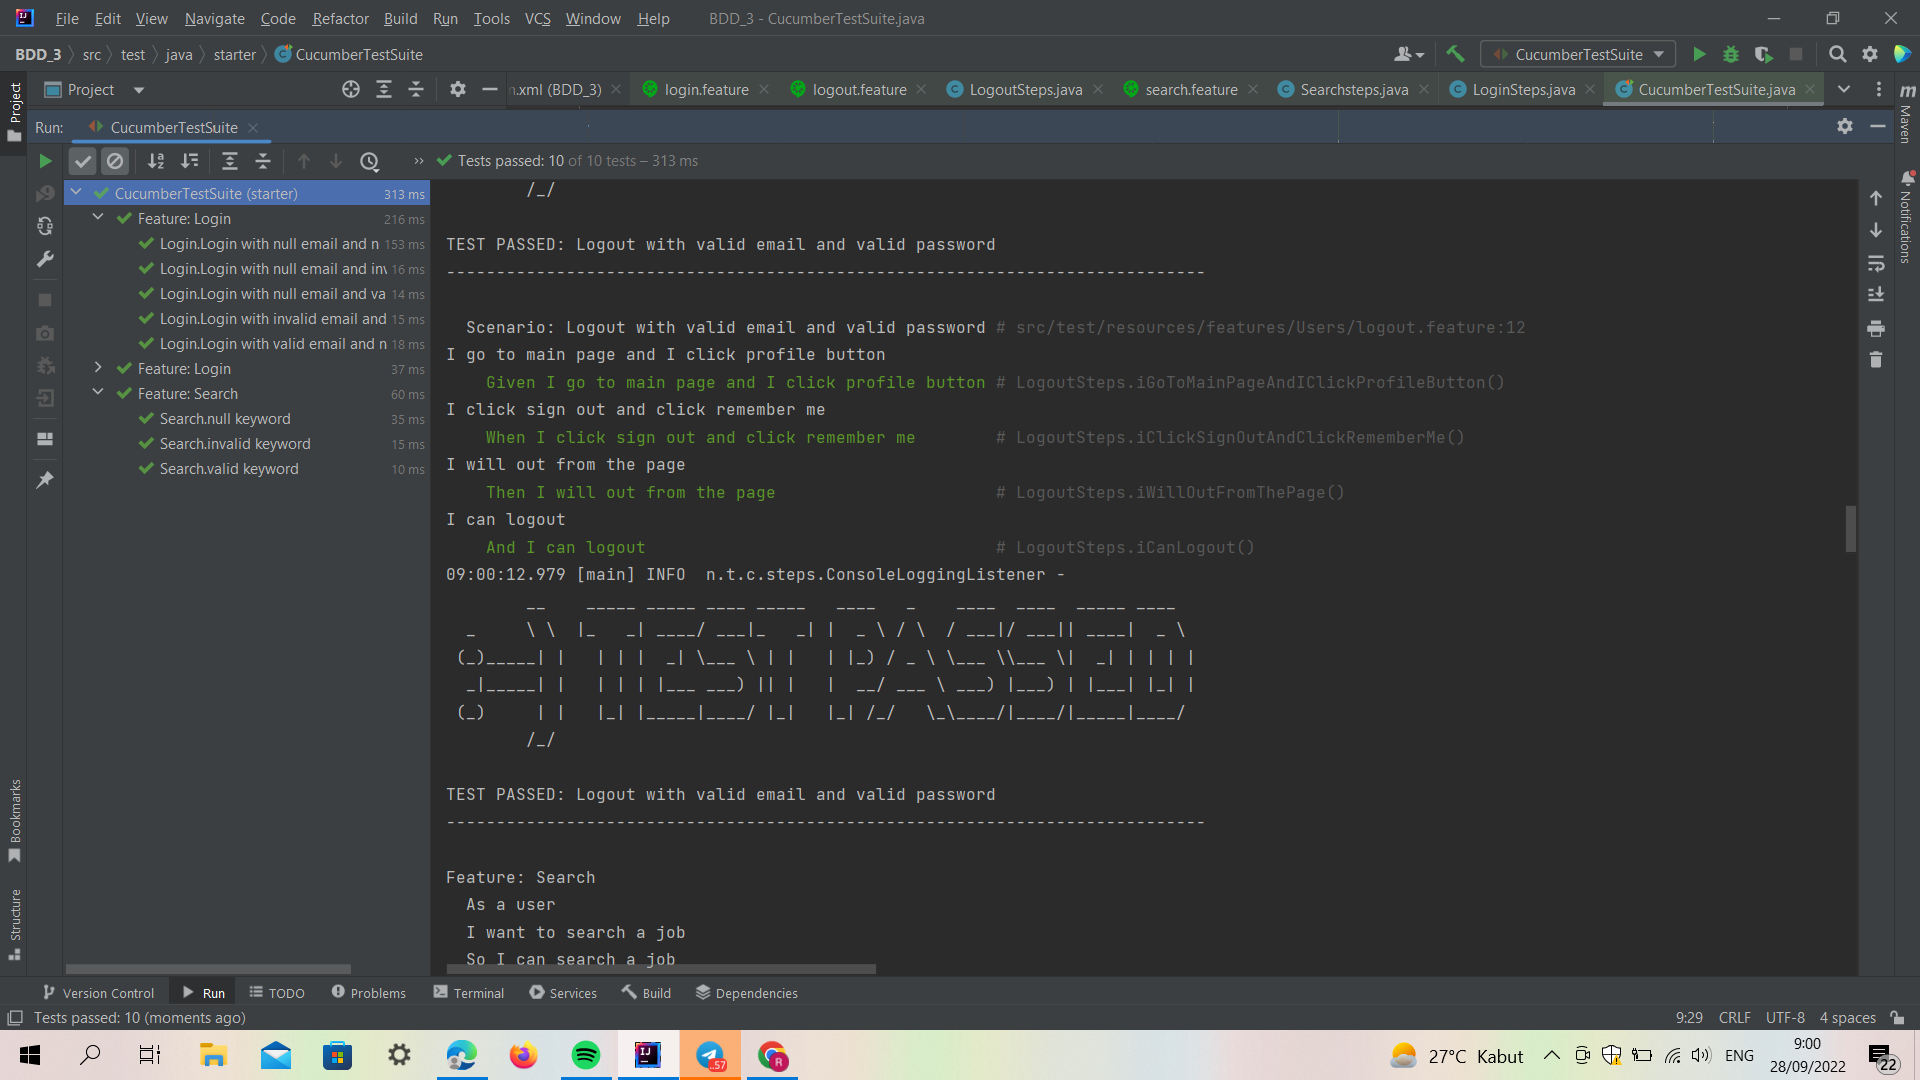 File Edit View Navigate Code Refactor Build Run Tools VCS Window Help BDD_3 - CucumberTestSuite.java
BDD_3 src test java starter CucumberTestSuite CucumberTestSuite
Project n.xml (BDD_3) login.feature logout.feature LogoutSteps.java search.feature Searchsteps.java LoginSteps.java CucumberTestSuite.java
Project
Maven
Notifications
Run: CucumberTestSuite
Tests passed: 10 of 10 tests – 313 ms
CucumberTestSuite (starter) 313 ms
Feature: Login 216 ms
Login.Login with null email and n 153 ms
Login.Login with null email and inv 16 ms
Login.Login with null email and va 14 ms
Login.Login with invalid email and 15 ms
Login.Login with valid email and n 18 ms
Feature: Login 37 ms
Feature: Search 60 ms
Search.null keyword 35 ms
Search.invalid keyword 15 ms
Search.valid keyword 10 ms
/_/
TEST PASSED: Logout with valid email and valid password
----------------------------------------------------------------------------
Scenario: Logout with valid email and valid password # src/test/resources/features/Users/logout.feature:12
I go to main page and I click profile button
Given I go to main page and I click profile button # LogoutSteps.iGoToMainPageAndIClickProfileButton()
I click sign out and click remember me
When I click sign out and click remember me # LogoutSteps.iClickSignOutAndClickRememberMe()
I will out from the page
Then I will out from the page # LogoutSteps.iWillOutFromThePage()
I can logout
And I can logout # LogoutSteps.iCanLogout()
09:00:12.979 [main] INFO n.t.c.steps.ConsoleLoggingListener -
TEST PASSED
/_/
TEST PASSED: Logout with valid email and valid password
----------------------------------------------------------------------------
Feature: Search
As a user
I want to search a job
So I can search a job
Bookmarks
Structure
Version Control Run TODO Problems Terminal Services Build Dependencies
Tests passed: 10 (moments ago) 9:29 CRLF UTF-8 4 spaces
IJ ..57 R 27°C Kabut ENG 9:00
28/09/2022 22